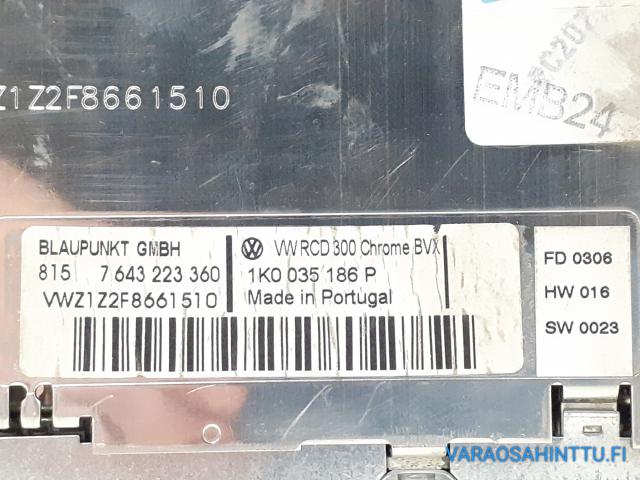 Z1Z2F8661510
EMB24
BLAUPUNKT GMBH
815 7 643 223 360
VWZ1Z2F8661510
VW RCD 300 Chrome BVX
1K0 035 186 P
Made in Portugal
FD 0306
HW 016
SW 0023
VARAOSAHINTTU.FI